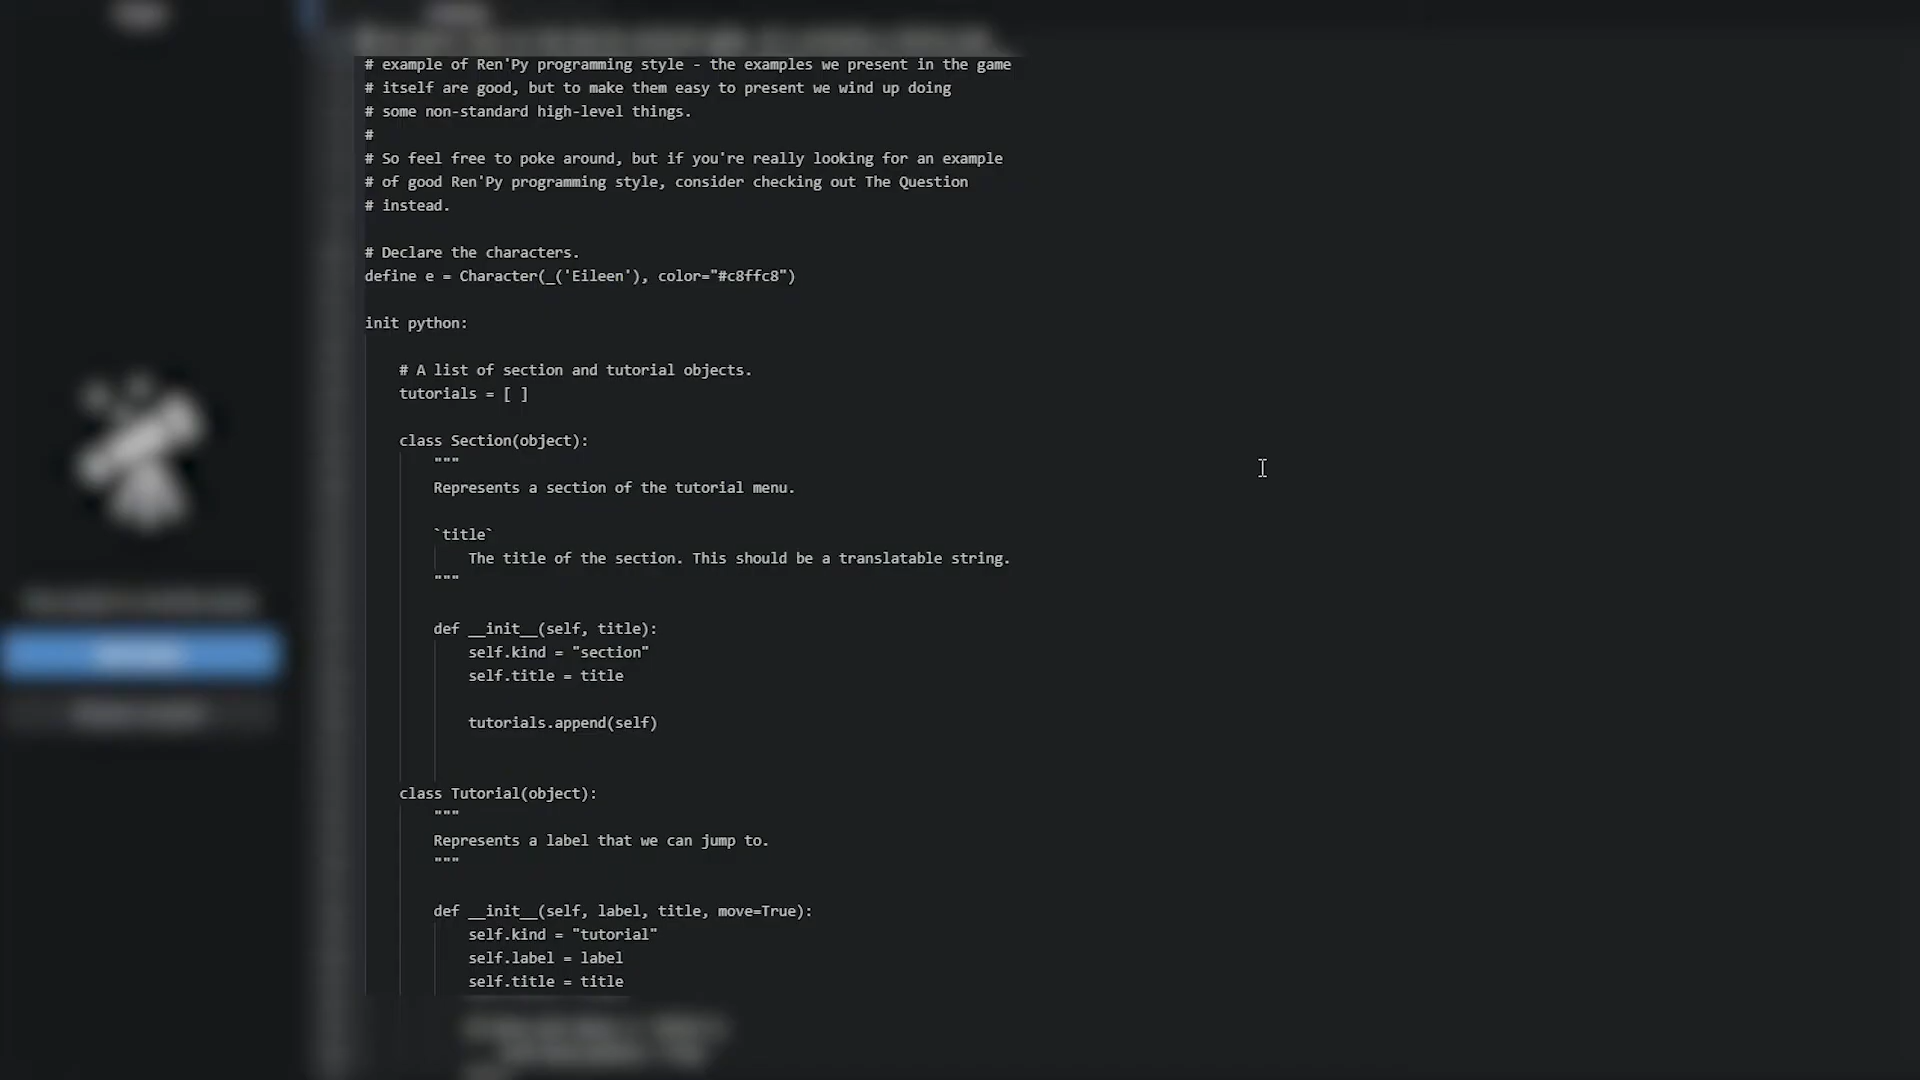 # example of Ren'Py programming style - the examples we present in the game
# itself are good, but to make them easy to present we wind up doing
# some non-standard high-level things.
#
# So feel free to poke around, but if you're really looking for an example
# of good Ren'Py programming style, consider checking out The Question
# instead.
# Declare the characters.
define e = Character(_('Eileen'), color="#c8ffc8")
init python:
# A list of section and tutorial objects.
tutorials = [ ]
class Section(object):
"""
Represents a section of the tutorial menu.
`title`
The title of the section. This should be a translatable string.
"""
def __init__(self, title):
self.kind = "section"
self.title = title
tutorials.append(self)
class Tutorial(object):
"""
Represents a label that we can jump to.
"""
def __init__(self, label, title, move=True):
self.kind = "tutorial"
self.label = label
self.title = title